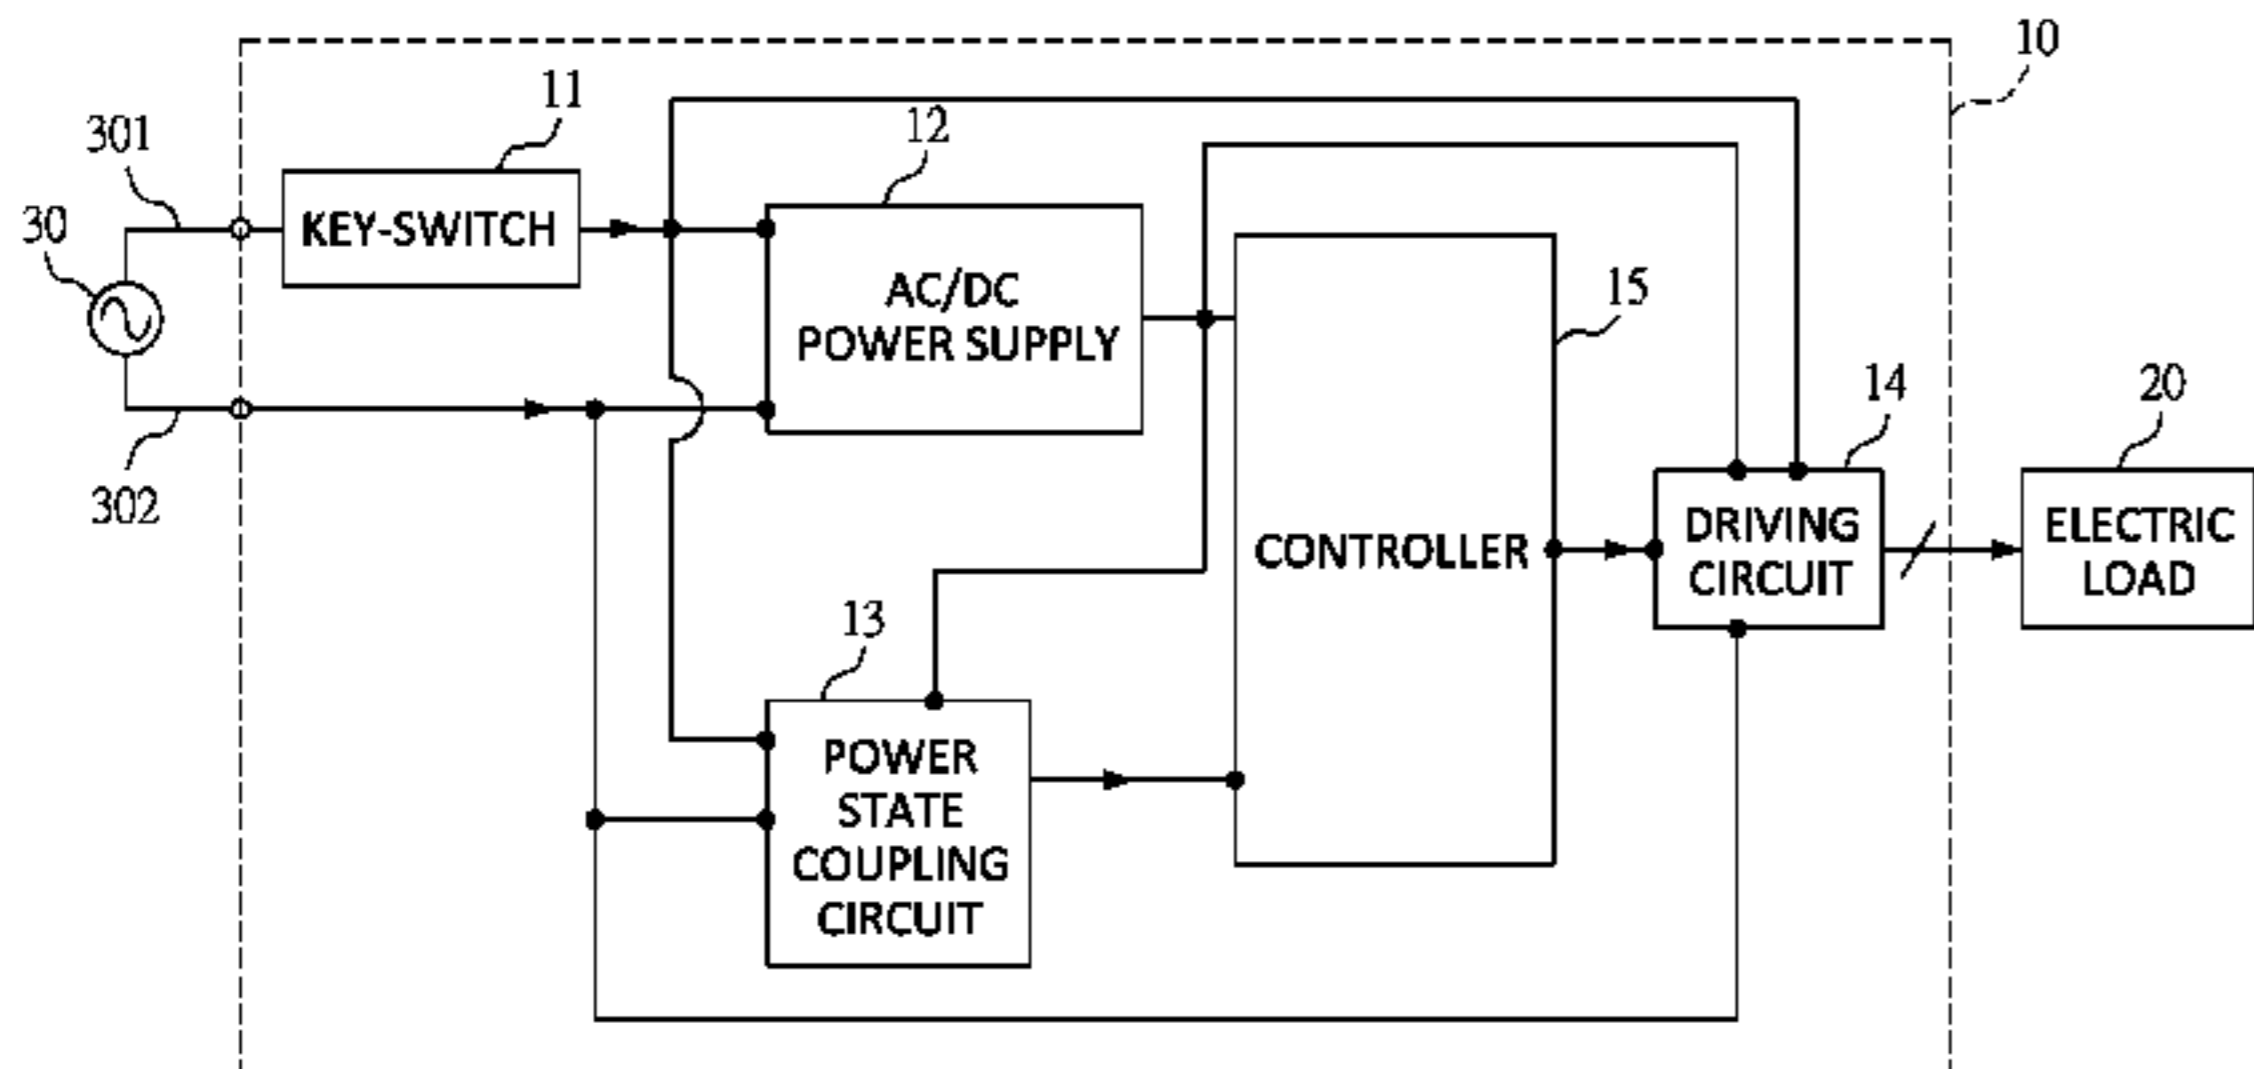 10
11
12
301
KEY-SWITCH
30
AC/DC
POWER SUPPLY
15
14
20
302
DRIVING
CIRCUIT
ELECTRIC
LOAD
CONTROLLER
13
POWER
STATE
COUPLING
CIRCUIT